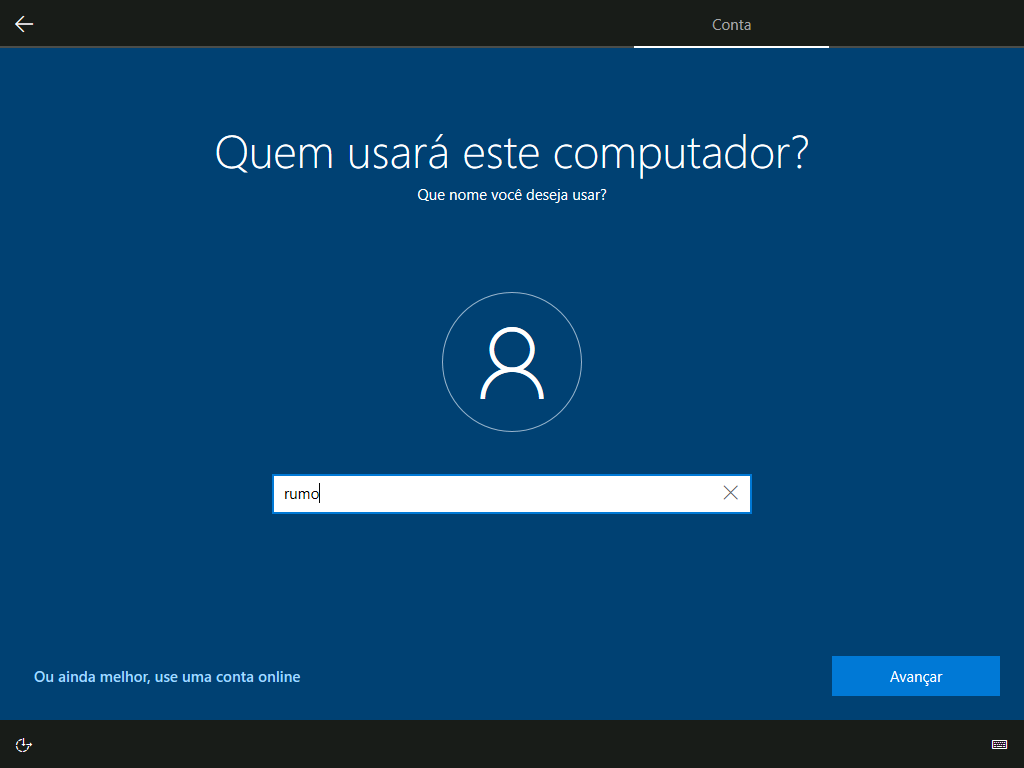 Conta
Quem usará este computador?
Que nome você deseja usar?
rumo
Ou ainda melhor, use uma conta online
Avançar